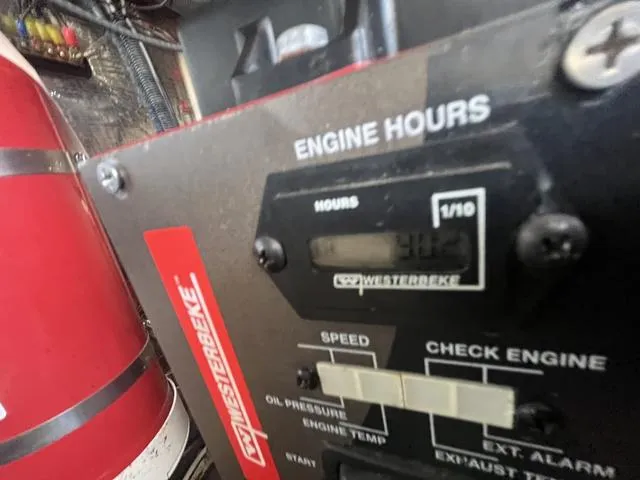 ENGINE HOURS
HOURS
1/10
WESTERBEKE
WESTERBEKE
SPEED
CHECK ENGINE
OIL PRESSURE
ENGINE TEMP
EXT. ALARM
START